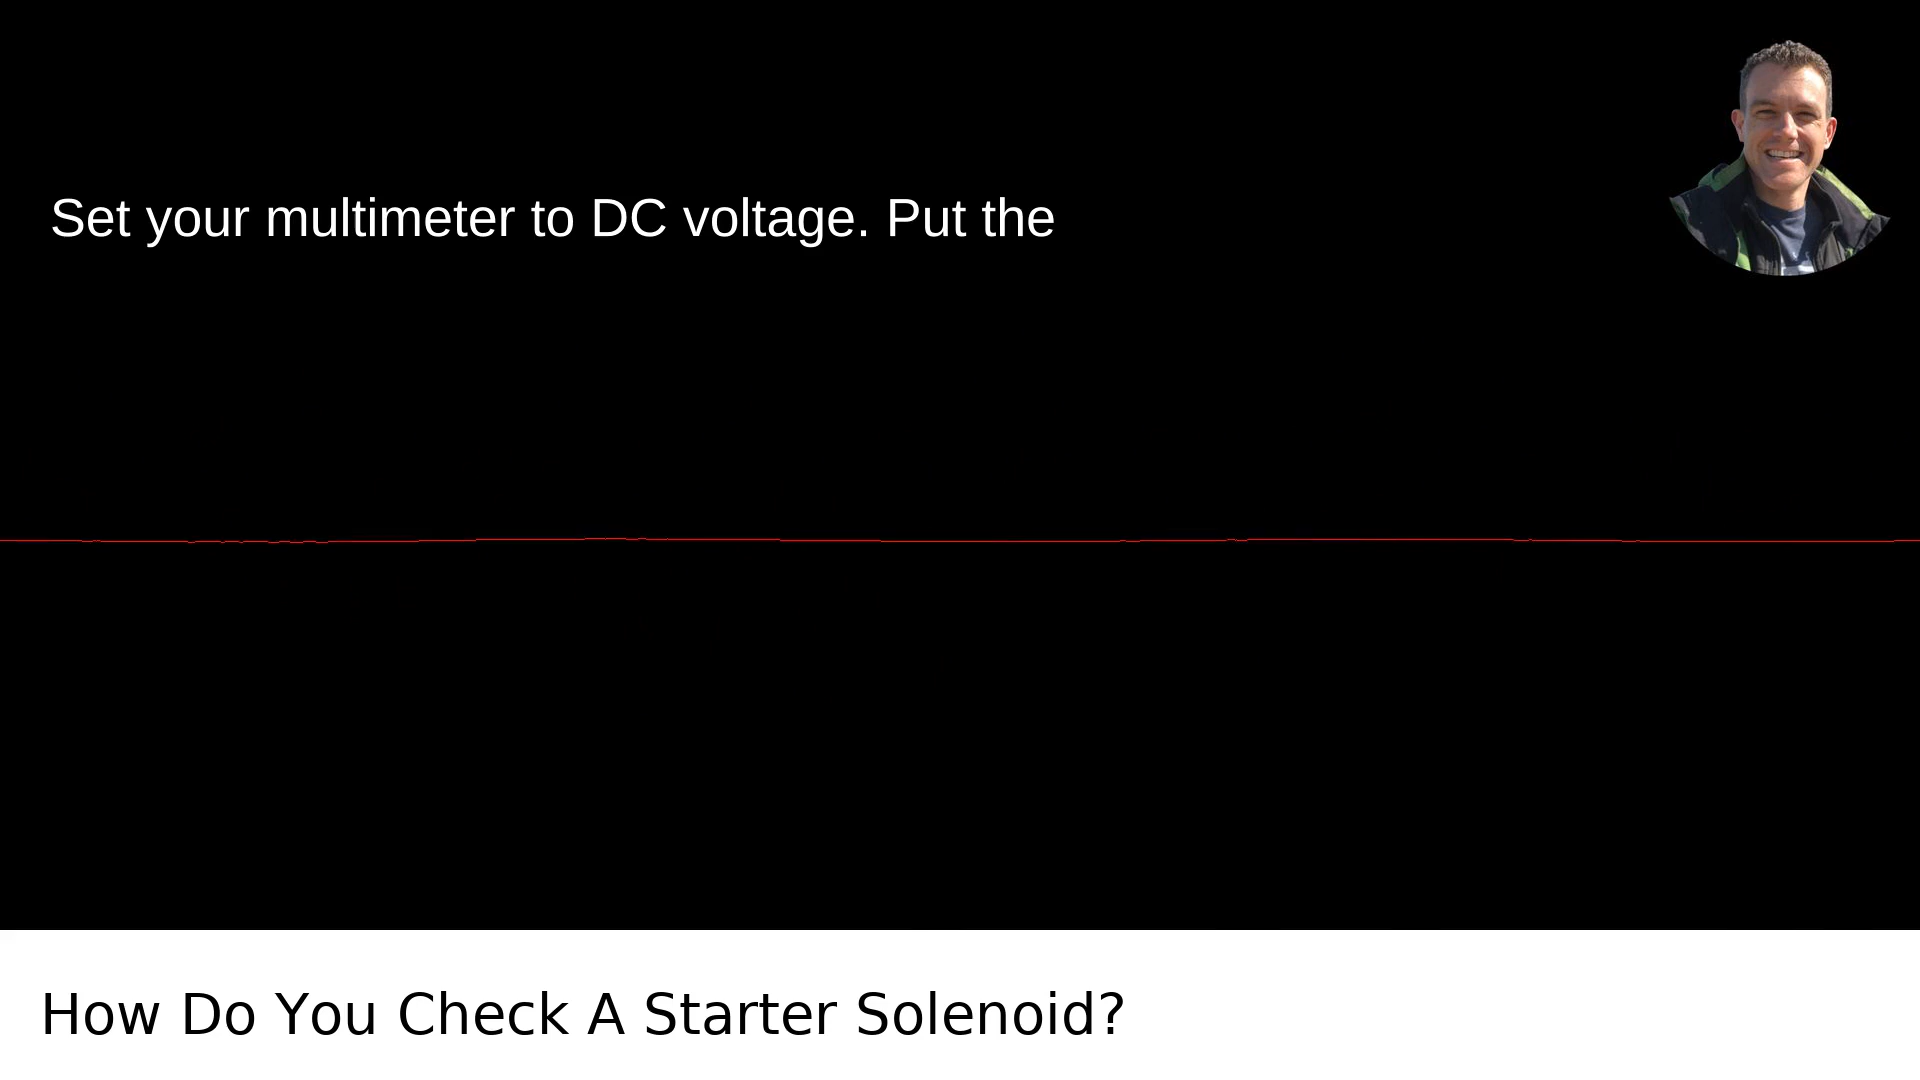 Set your multimeter to DC voltage. Put the
How Do You Check A Starter Solenoid?